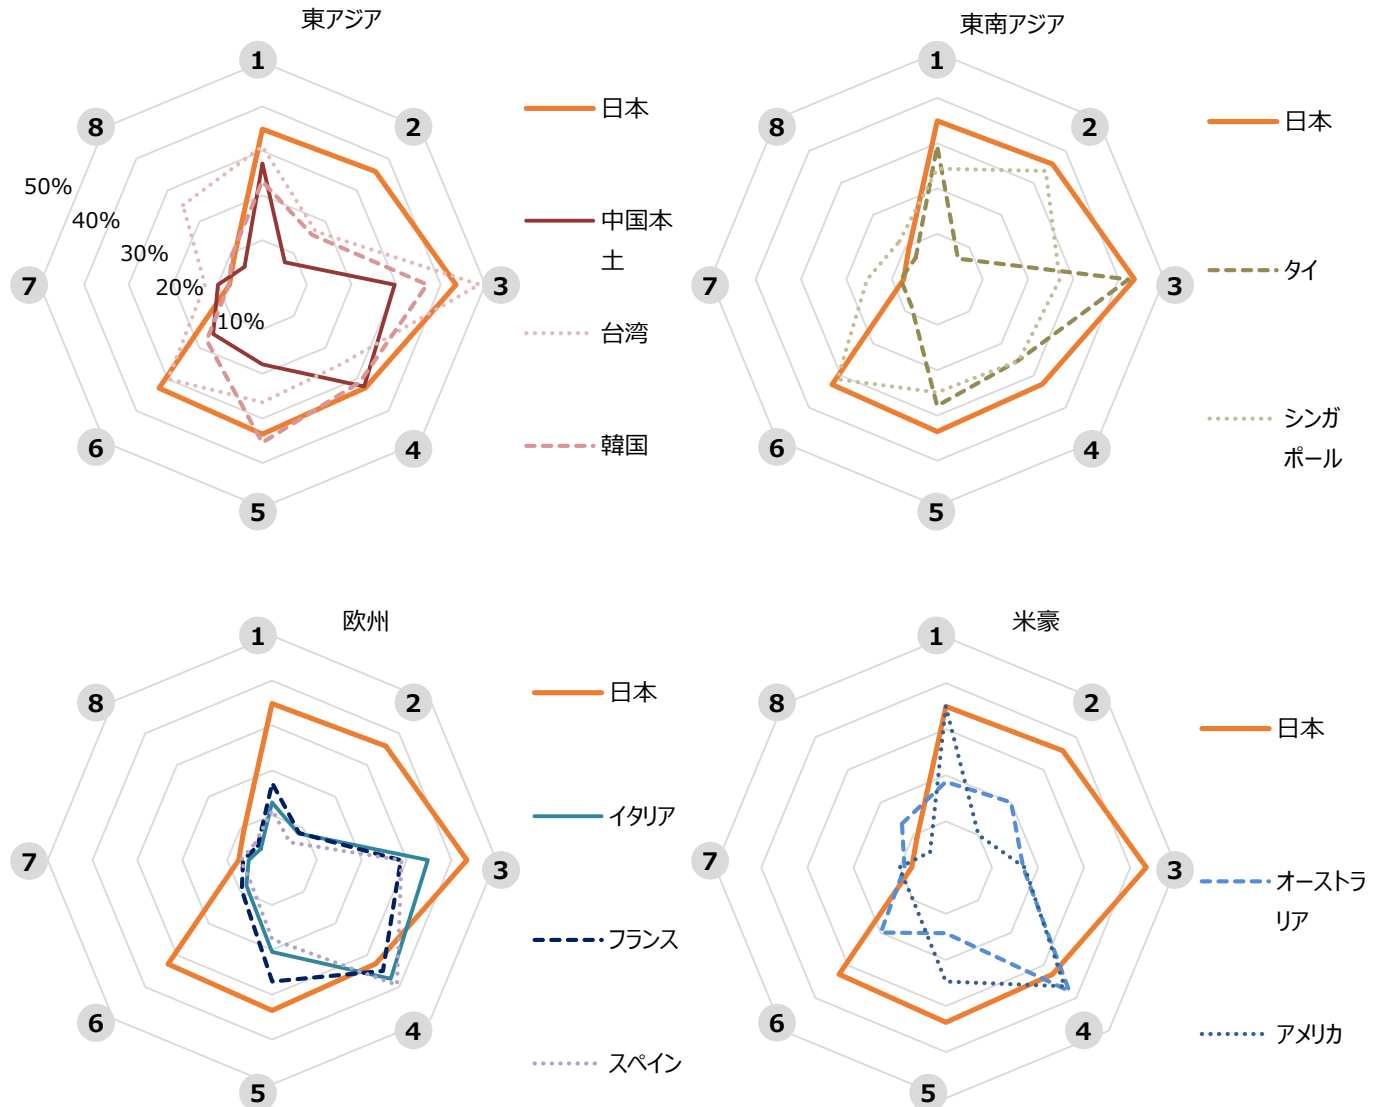 東アジア
1
2
3
4
5
6
7
8
50%
40%
30%
20%
10%
日本
中国本
土
台湾
韓国
東南アジア
1
2
3
4
5
6
7
8
日本
タイ
シンガ
ポール
欧州
1
2
3
4
5
6
7
8
日本
イタリア
フランス
スペイン
米豪
1
2
3
4
5
6
7
8
日本
オーストラ
リア
アメリカ